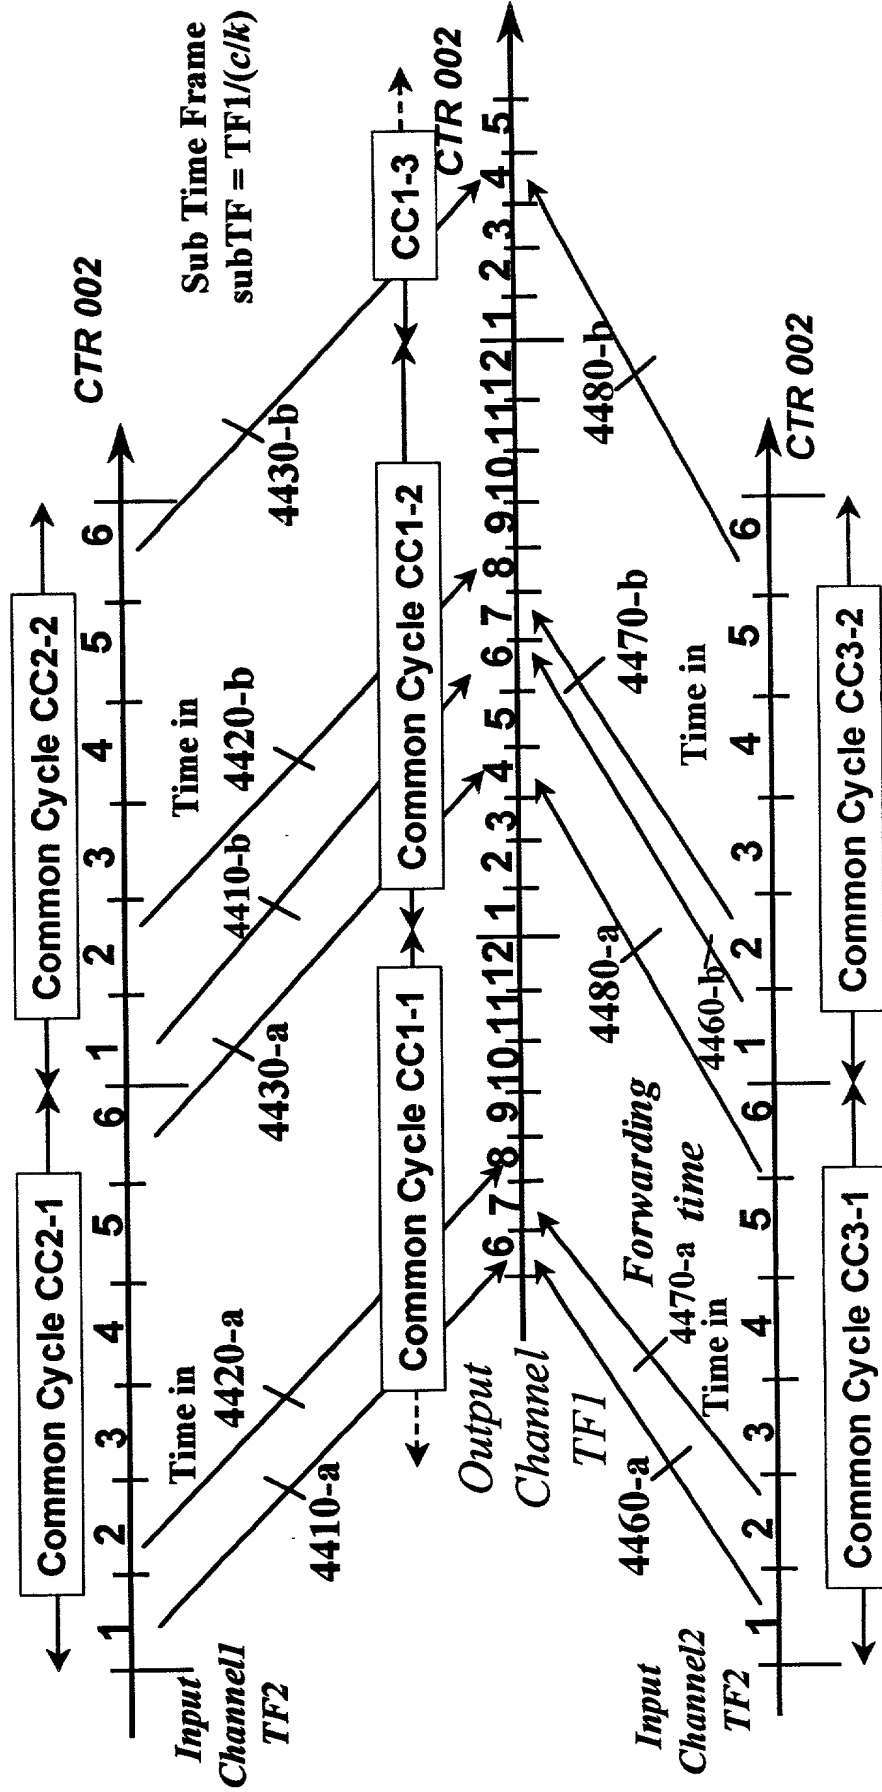 Common Cycle CC2-1
Common Cycle CC2-2
1 2 3 4 5 6 1 2 3 4 5 6
CTR 002
Input
Channel1
TF2
Time in
4420-a
4410-a
4430-a
4410-b
Time in
4420-b
4430-b
Sub Time Frame
subTF = TF1/(c/k)
Common Cycle CC1-1
Common Cycle CC1-2
CC1-3
CTR 002
Output
Channel
TF1
6 7 8 9 10 11 12 1 2 3 4 5 6 7 8 9 10 11 12 1 2 3 4 5
4460-a
4470-a
Time in
Forwarding
time
4480-a
4460-b
4470-b
Time in
4480-b
Input
Channel2
TF2
1 2 3 4 5 6 1 2 3 4 5 6
CTR 002
Common Cycle CC3-1
Common Cycle CC3-2